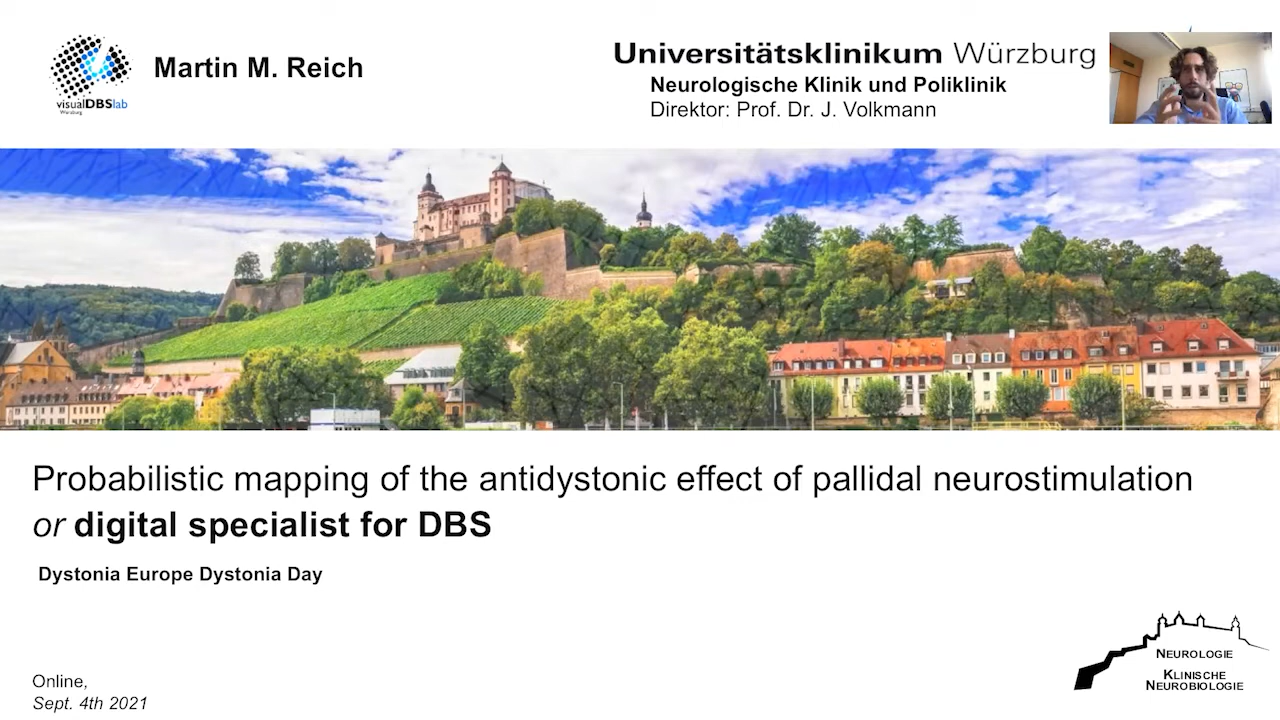 Martin M. Reich
visualDBSlab
Würzburg
Universitätsklinikum Würzburg
Neurologische Klinik und Poliklinik
Direktor: Prof. Dr. J. Volkmann
Probabilistic mapping of the antidystonic effect of pallidal neurostimulation
or digital specialist for DBS
Dystonia Europe Dystonia Day
Online,
Sept. 4th 2021
NEUROLOGIE
KLINISCHE
NEUROBIOLOGIE